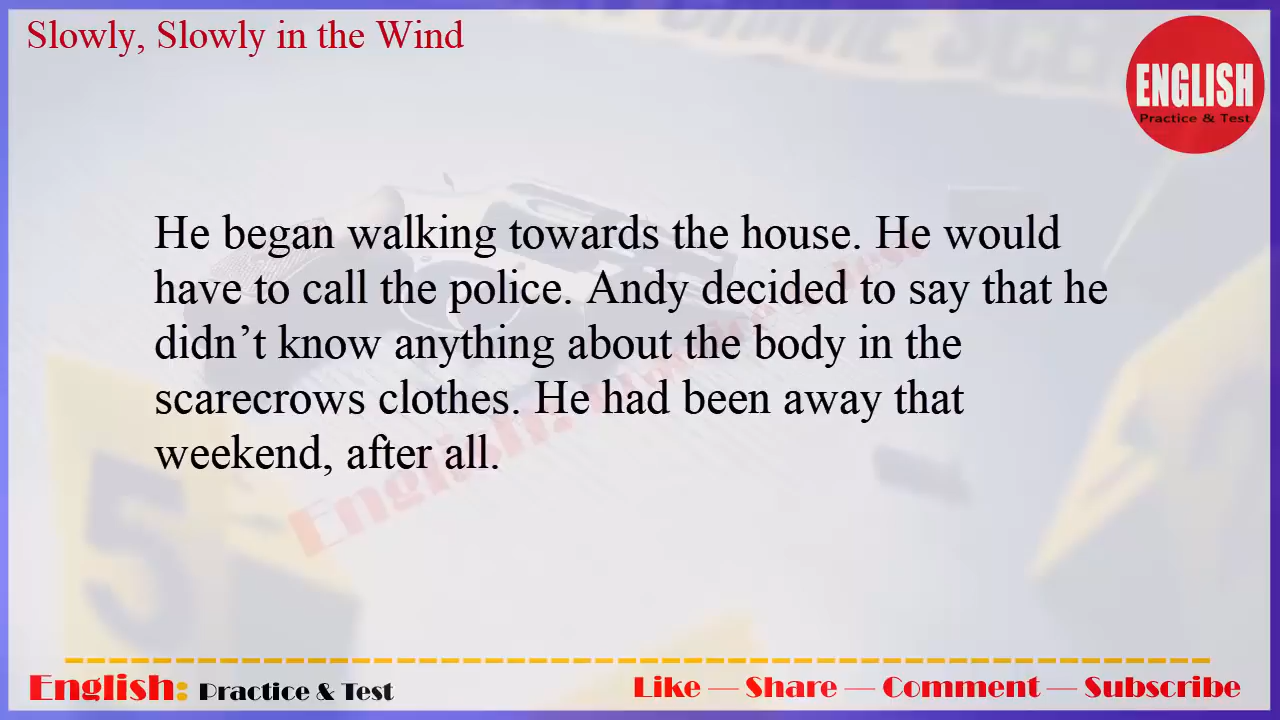 Slowly, Slowly in the Wind
ENGLISH
Practice & Test
He began walking towards the house. He would
have to call the police. Andy decided to say that he
didn’t know anything about the body in the
scarecrows clothes. He had been away that
weekend, after all.
5
English: Practice & Test
Like — Share — Comment — Subscribe